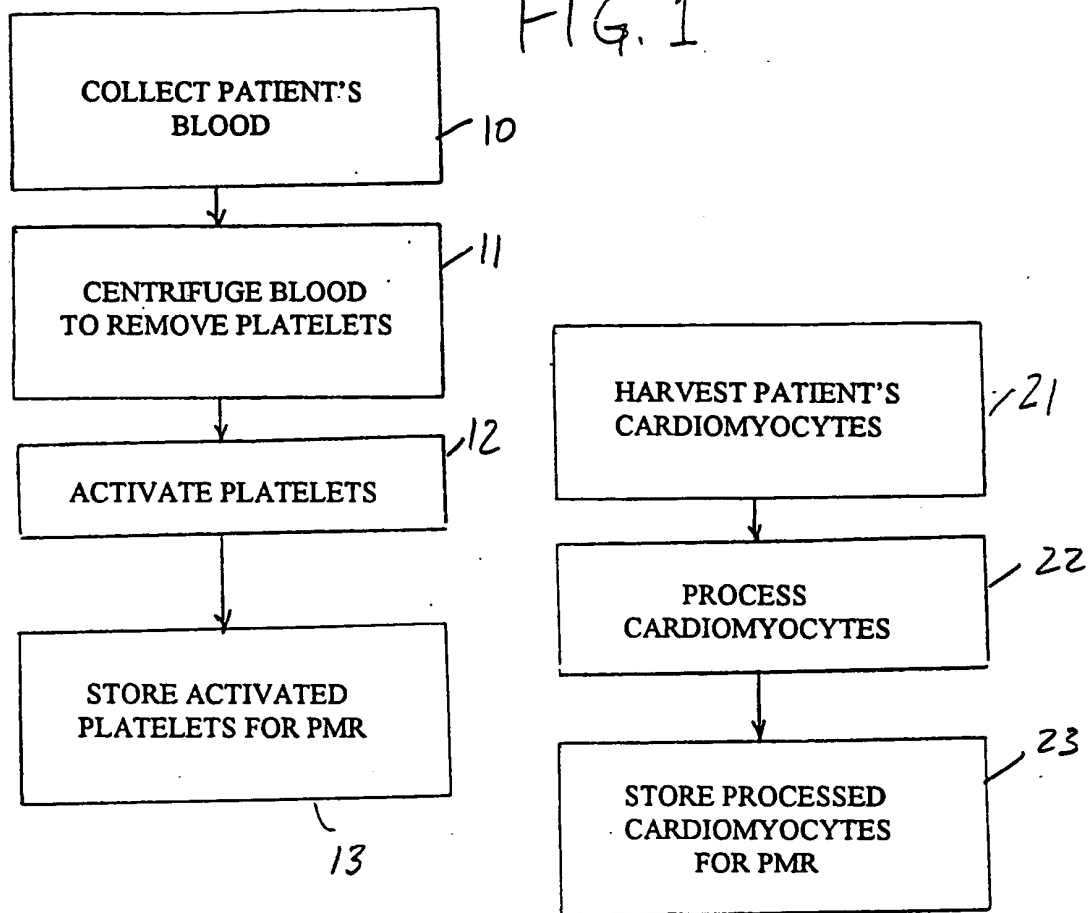 FIG. 1
COLLECT PATIENT'S
BLOOD
10
CENTRIFUGE BLOOD
TO REMOVE PLATELETS
11
ACTIVATE PLATELETS
12
STORE ACTIVATED
PLATELETS FOR PMR
13
HARVEST PATIENT'S
CARDIOMYOCYTES
21
PROCESS
CARDIOMYOCYTES
22
STORE PROCESSED
CARDIOMYOCYTES
FOR PMR
23